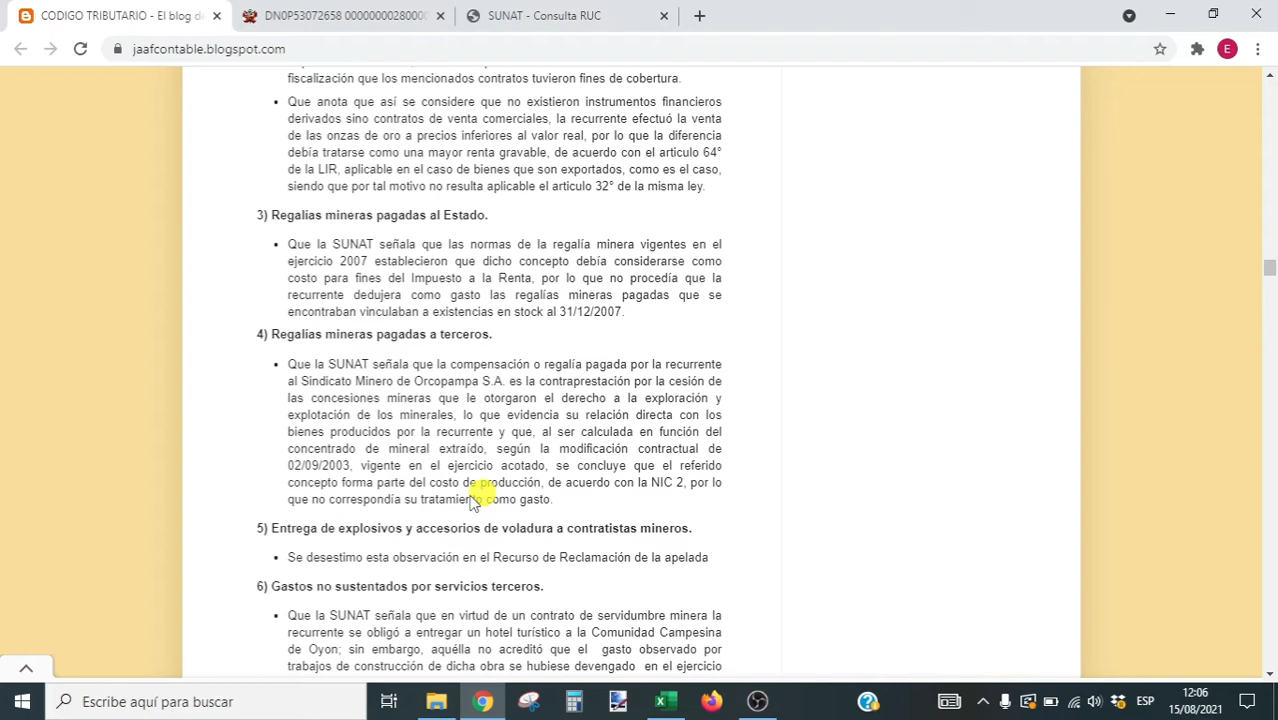 CODIGO TRIBUTARIO - El blog de
DN0P53072658 00000000280000
SUNAT - Consulta RUC
jaafcontable.blogspot.com
E
fiscalización que los mencionados contratos tuvieron fines de cobertura.
• Que anota que así se considere que no existieron instrumentos financieros
derivados sino contratos de venta comerciales, la recurrente efectuó la venta
de las onzas de oro a precios inferiores al valor real, por lo que la diferencia
debía tratarse como una mayor renta gravable, de acuerdo con el articulo 64°
de la LIR, aplicable en el caso de bienes que son exportados, como es el caso,
siendo que por tal motivo no resulta aplicable el articulo 32° de la misma ley.
3) Regalías mineras pagadas al Estado.
• Que la SUNAT señala que las normas de la regalía minera vigentes en el
ejercicio 2007 establecieron que dicho concepto debía considerarse como
costo para fines del Impuesto a la Renta, por lo que no procedía que la
recurrente dedujera como gasto las regalías mineras pagadas que se
encontraban vinculaban a existencias en stock al 31/12/2007.
4) Regalías mineras pagadas a terceros.
• Que la SUNAT señala que la compensación o regalía pagada por la recurrente
al Sindicato Minero de Orcopampa S.A. es la contraprestación por la cesión de
las concesiones mineras que le otorgaron el derecho a la exploración y
explotación de los minerales, lo que evidencia su relación directa con los
bienes producidos por la recurrente y que, al ser calculada en función del
concentrado de mineral extraído, según la modificación contractual de
02/09/2003, vigente en el ejercicio acotado, se concluye que el referido
concepto forma parte del costo de producción, de acuerdo con la NIC 2, por lo
que no correspondía su tratamiento como gasto.
5) Entrega de explosivos y accesorios de voladura a contratistas mineros.
• Se desestimo esta observación en el Recurso de Reclamación de la apelada
6) Gastos no sustentados por servicios terceros.
• Que la SUNAT señala que en virtud de un contrato de servidumbre minera la
recurrente se obligó a entregar un hotel turístico a la Comunidad Campesina
de Oyon; sin embargo, aquélla no acreditó que el gasto observado por
trabajos de construcción de dicha obra se hubiese devengado en el ejercicio
Escribe aquí para buscar
ESP
12:06
15/08/2021